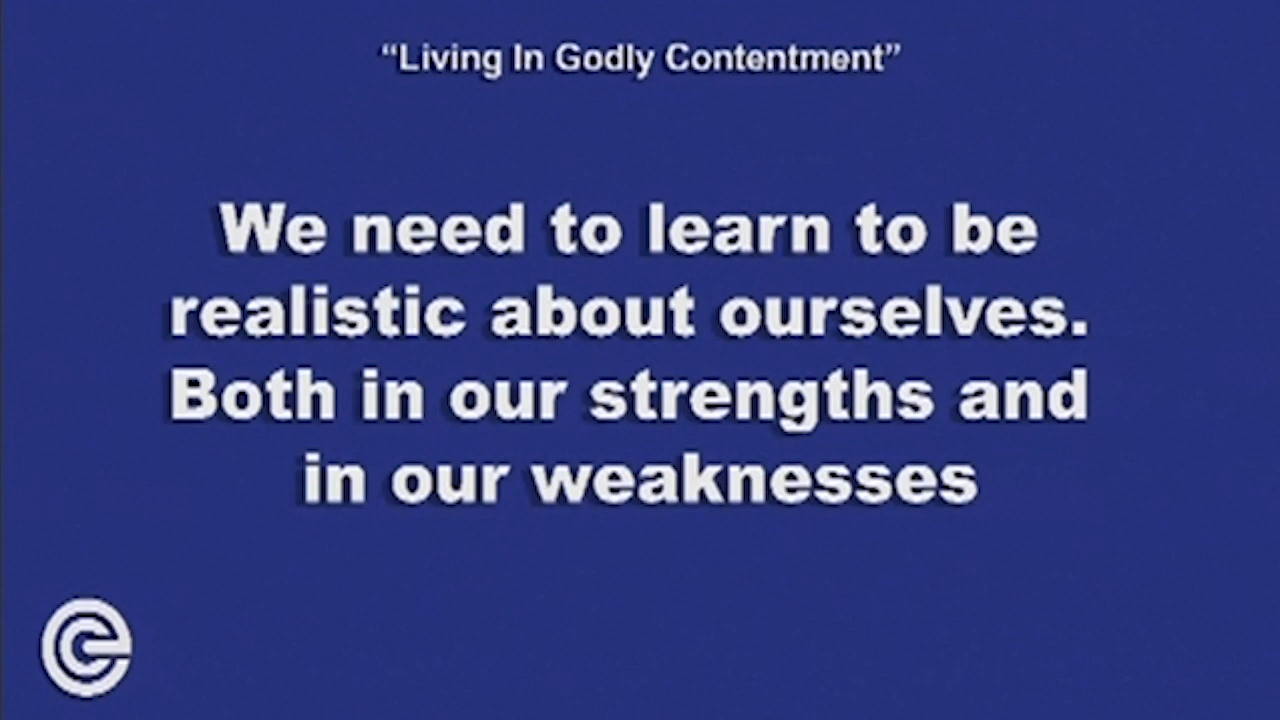 “Living In Godly Contentment”
We need to learn to be
realistic about ourselves.
Both in our strengths and
in our weaknesses